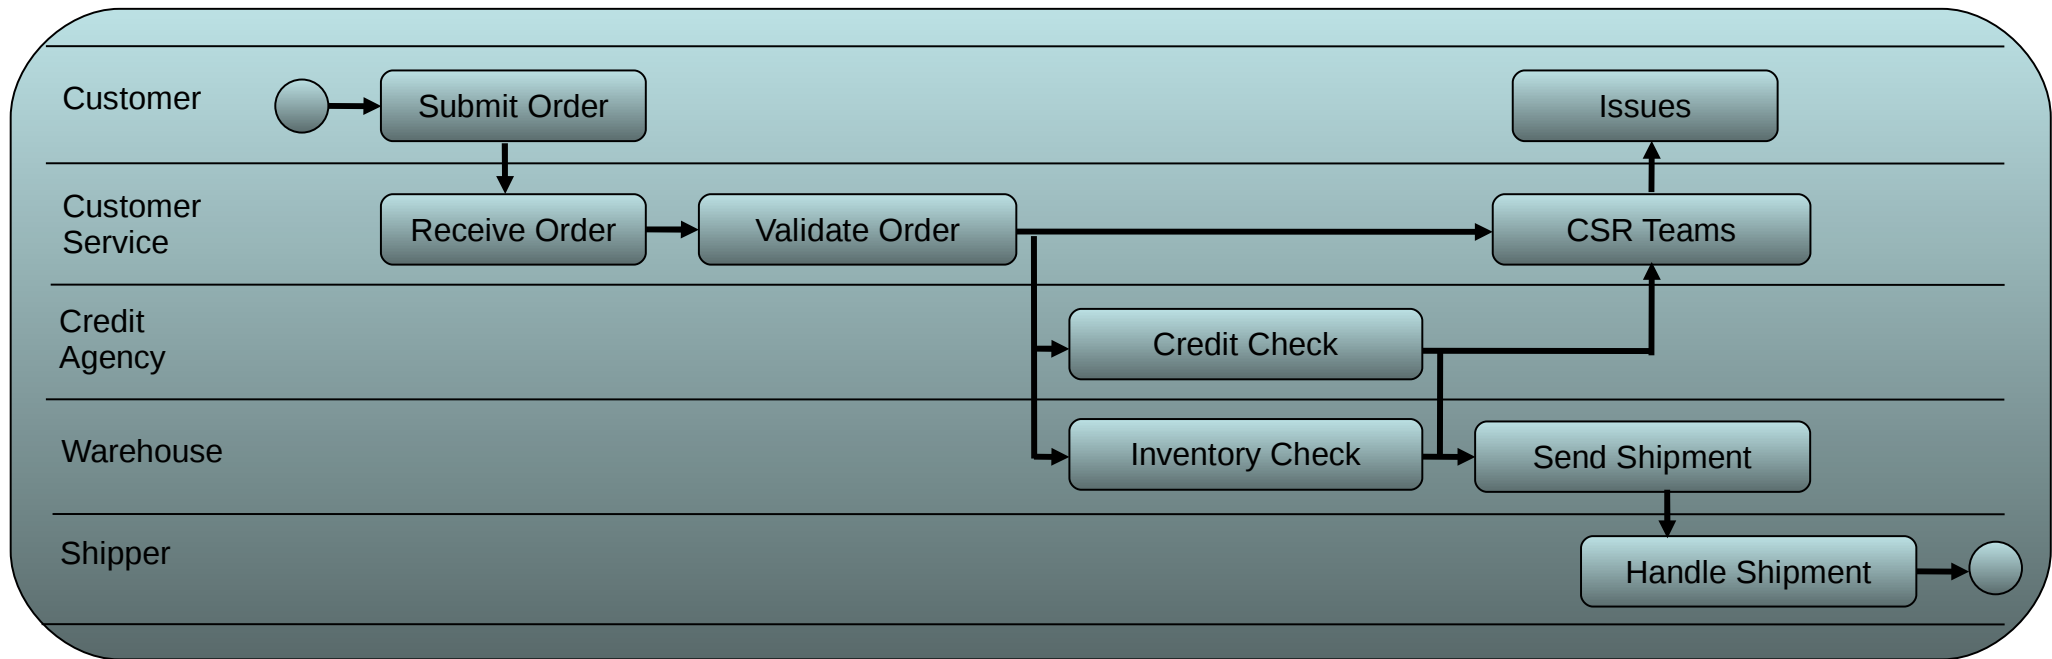 Customer
Submit Order
Issues
Customer
Service
Receive Order
Validate Order
CSR Teams
Credit
Agency
Credit Check
Warehouse
Inventory Check
Send Shipment
Shipper
Handle Shipment